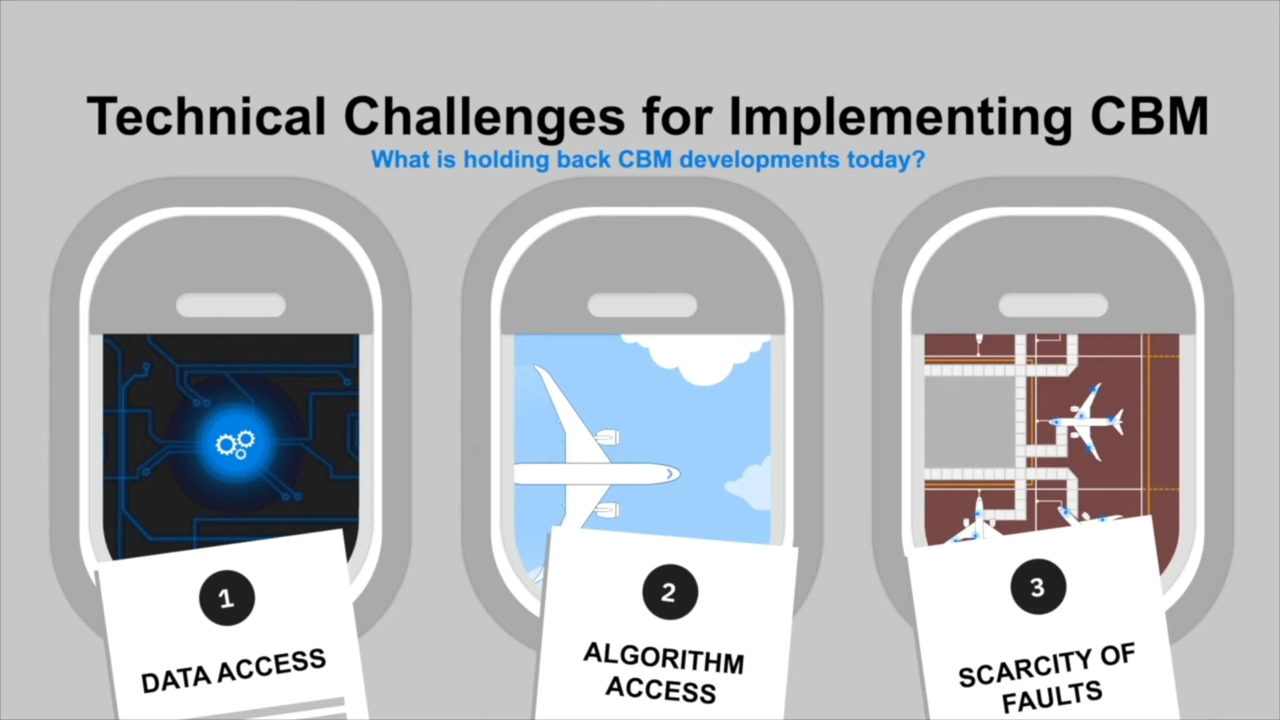 Technical Challenges for Implementing CBM
What is holding back CBM developments today?
1
DATA ACCESS
2
ALGORITHM
ACCESS
3
SCARCITY OF
FAULTS